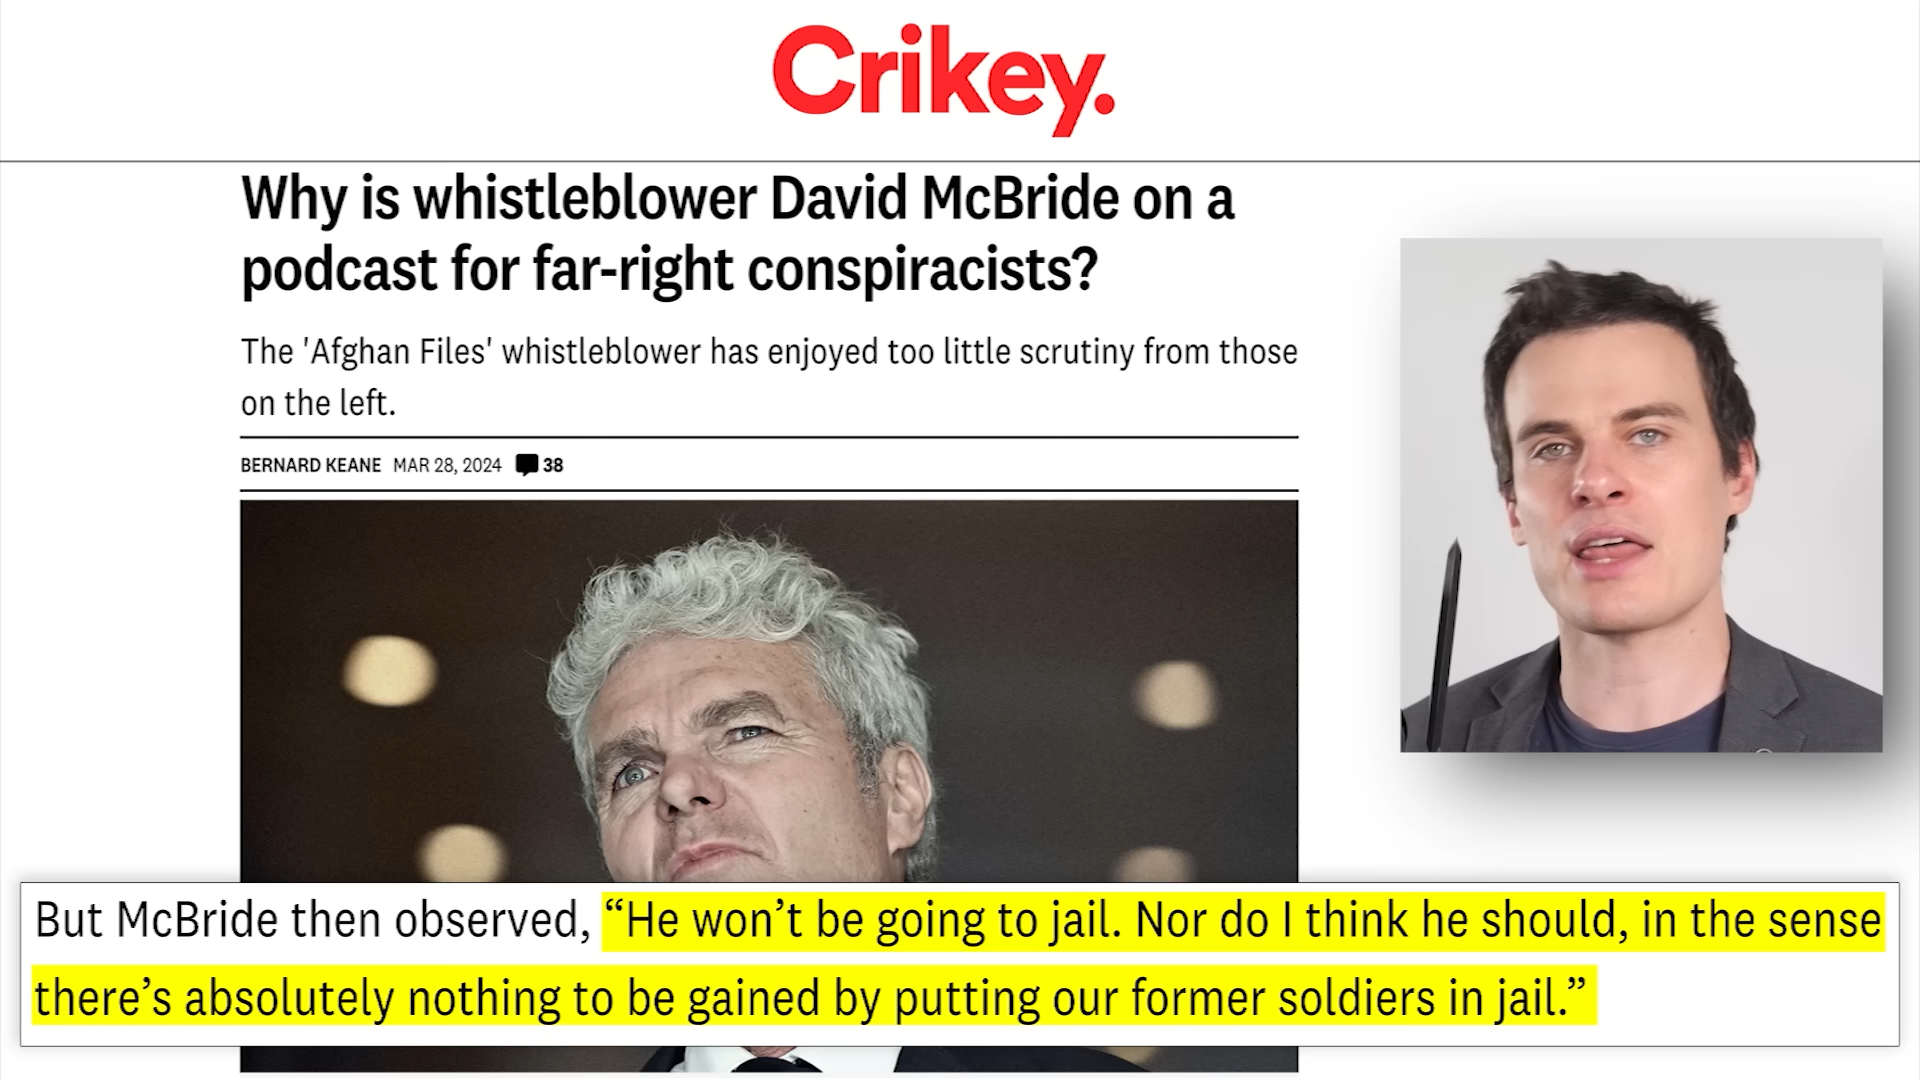 Crikey.
Why is whistleblower David McBride on a
podcast for far-right conspiracists?
The 'Afghan Files' whistleblower has enjoyed too little scrutiny from those
on the left.
BERNARD KEANE MAR 28, 2024 38
But McBride then observed, “He won’t be going to jail. Nor do I think he should, in the sense
there’s absolutely nothing to be gained by putting our former soldiers in jail.”